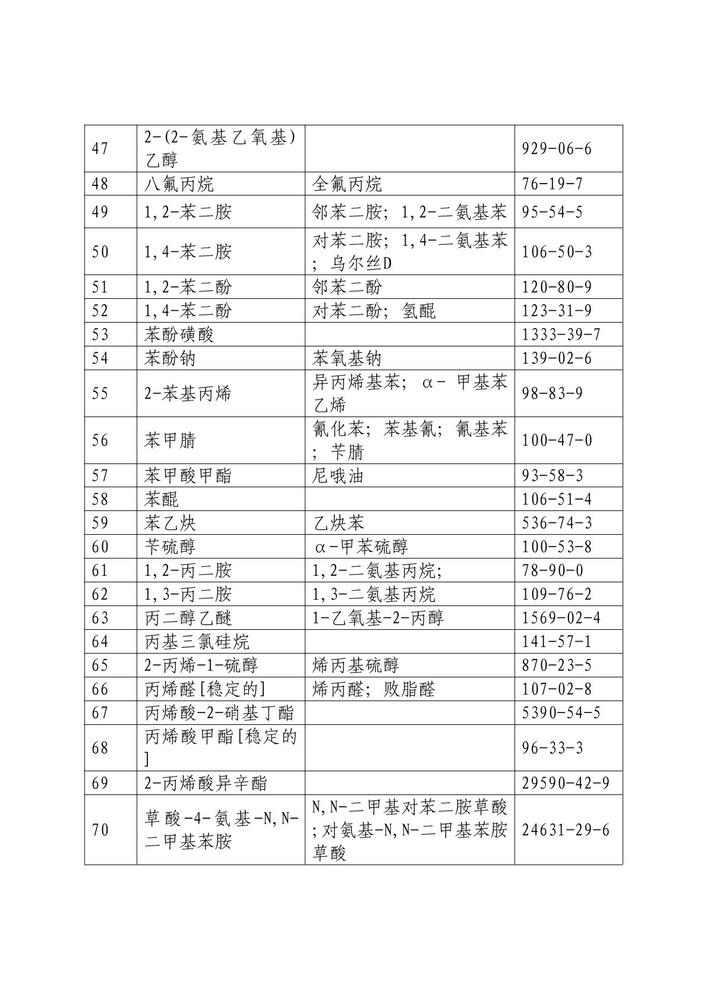 47 2-(2-氨基乙氧基) 929-06-6
乙醇
48 八氟丙烷 全氟丙烷 76-19-7
49 1,2-苯二胺 邻苯二胺；1,2-二氨基苯 95-54-5
50 1,4-苯二胺 对苯二胺；1,4-二氨基苯 106-50-3
；乌尔丝D
51 1,2-苯二酚 邻苯二酚 120-80-9
52 1,4-苯二酚 对苯二酚；氢醌 123-31-9
53 苯酚磺酸 1333-39-7
54 苯酚钠 苯氧基钠 139-02-6
55 2-苯基丙烯 异丙烯基苯；α- 甲基苯 98-83-9
乙烯
56 苯甲腈 氰化苯；苯基氰；氰基苯 100-47-0
；苄腈
57 苯甲酸甲酯 尼哦油 93-58-3
58 苯醌 106-51-4
59 苯乙炔 乙炔苯 536-74-3
60 苄硫醇 α-甲苯硫醇 100-53-8
61 1,2-丙二胺 1,2-二氨基丙烷； 78-90-0
62 1,3-丙二胺 1,3-二氨基丙烷 109-76-2
63 丙二醇乙醚 1-乙氧基-2-丙醇 1569-02-4
64 丙基三氯硅烷 141-57-1
65 2-丙烯-1-硫醇 烯丙基硫醇 870-23-5
66 丙烯醛[稳定的] 烯丙醛；败脂醛 107-02-8
67 丙烯酸-2-硝基丁酯 5390-54-5
68 丙烯酸甲酯[稳定的 96-33-3
]
69 2-丙烯酸异辛酯 29590-42-9
70 草酸-4-氨基-N,N- N,N-二甲基对苯二胺草酸 24631-29-6
二甲基苯胺 ;对氨基-N,N-二甲基苯胺
草酸